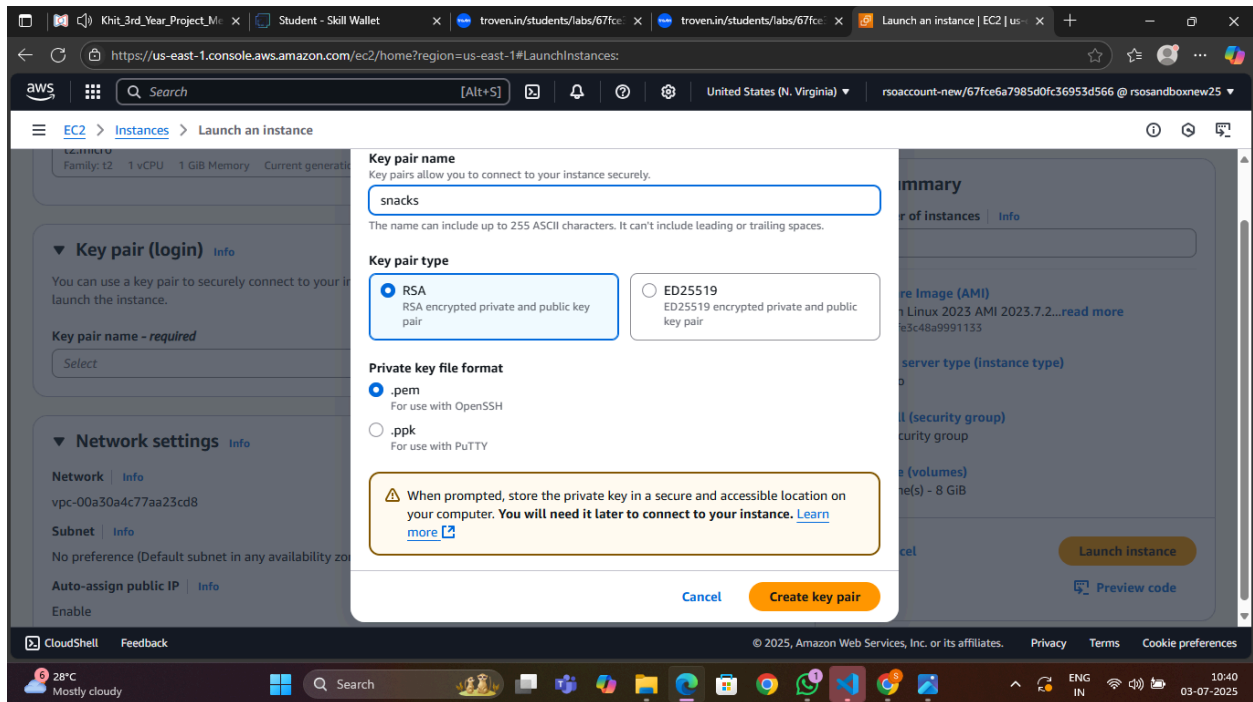 Khit_3rd_Year_Project_Me
Student - Skill Wallet
troven.in/students/labs/67fce
troven.in/students/labs/67fce
Launch an instance | EC2 | us-
https://us-east-1.console.aws.amazon.com/ec2/home?region=us-east-1#LaunchInstances:
aws
Search
[Alt+S]
United States (N. Virginia)
rsoaccount-new/67fce6a7985d0fc36953d566 @ rsosandboxnew25
EC2 > Instances > Launch an instance
t2.micro
Family: t2 1 vCPU 1 GiB Memory Current generatio
Key pair (login) Info
You can use a key pair to securely connect to your in
launch the instance.
Key pair name - required
Select
Network settings Info
Network Info
vpc-00a30a4c77aa23cd8
Subnet Info
No preference (Default subnet in any availability zon
Auto-assign public IP Info
Enable
Key pair name
Key pairs allow you to connect to your instance securely.
snacks
The name can include up to 255 ASCII characters. It can't include leading or trailing spaces.
Key pair type
RSA
RSA encrypted private and public key
pair
ED25519
ED25519 encrypted private and public
key pair
Private key file format
.pem
For use with OpenSSH
.ppk
For use with PuTTY
When prompted, store the private key in a secure and accessible location on
your computer. You will need it later to connect to your instance. Learn
more
Cancel
Create key pair
ummary
r of instances Info
re Image (AMI)
n Linux 2023 AMI 2023.7.2...read more
fe3c48a9991133
server type (instance type)
o
ll (security group)
curity group
e (volumes)
me(s) - 8 GiB
cel
Launch instance
Preview code
CloudShell Feedback
© 2025, Amazon Web Services, Inc. or its affiliates. Privacy Terms Cookie preferences
6
28°C
Mostly cloudy
Search
1
S
ENG
IN
10:40
03-07-2025